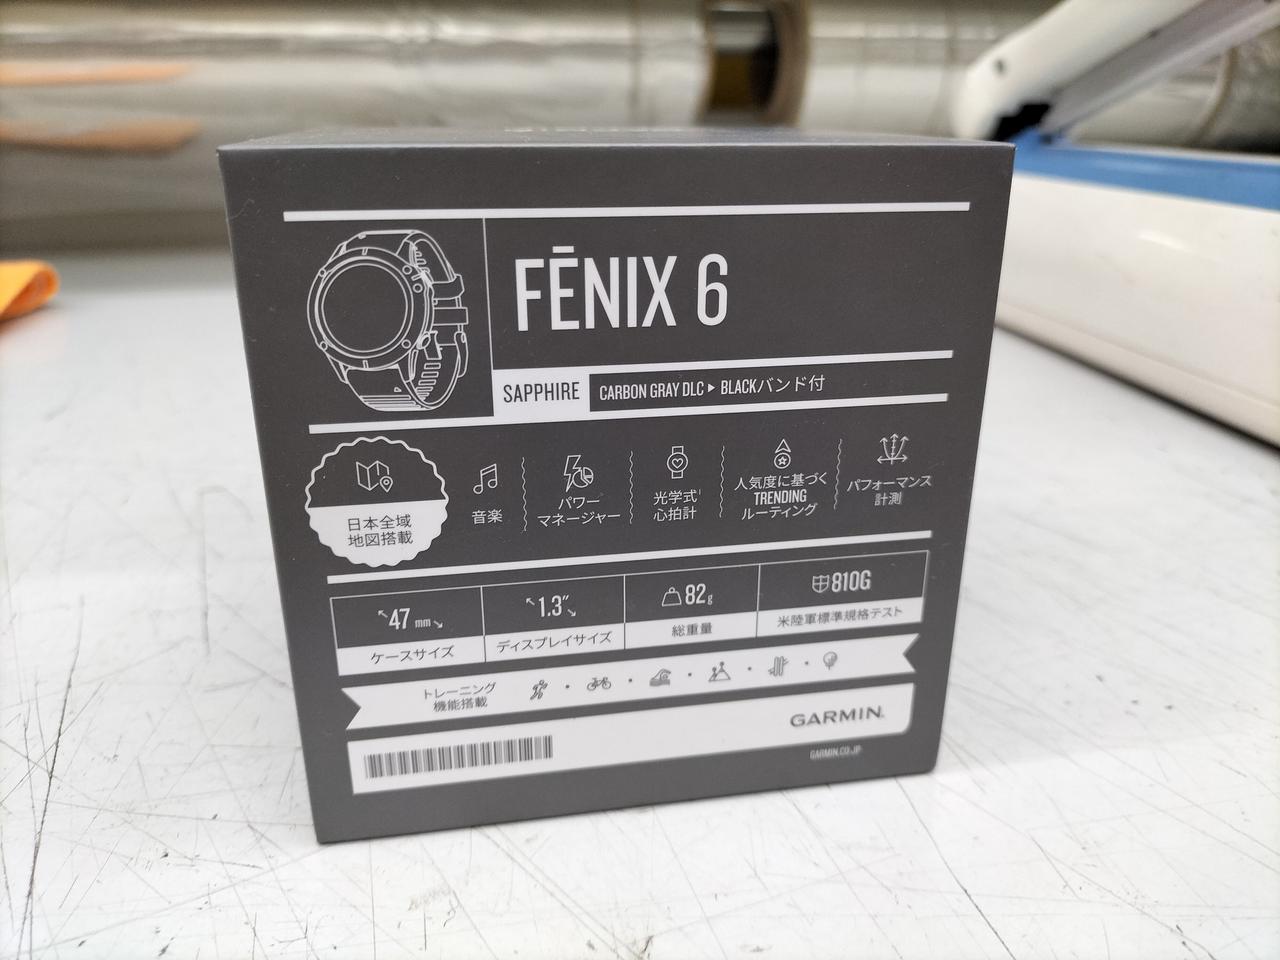 FĒNIX 6
SAPPHIRE
CARBON GRAY DLC ▸ BLACKバンド付
日本全域
地図搭載
音楽
パワー
マネージャー
光学式¹
心拍計
人気度に基づく
TRENDING
ルーティング
パフォーマンス
計測
47 mm
ケースサイズ
1.3″
ディスプレイサイズ
82g
総重量
810G
米陸軍標準規格テスト
トレーニング
機能搭載
GARMIN.
GARMIN.CO.JP